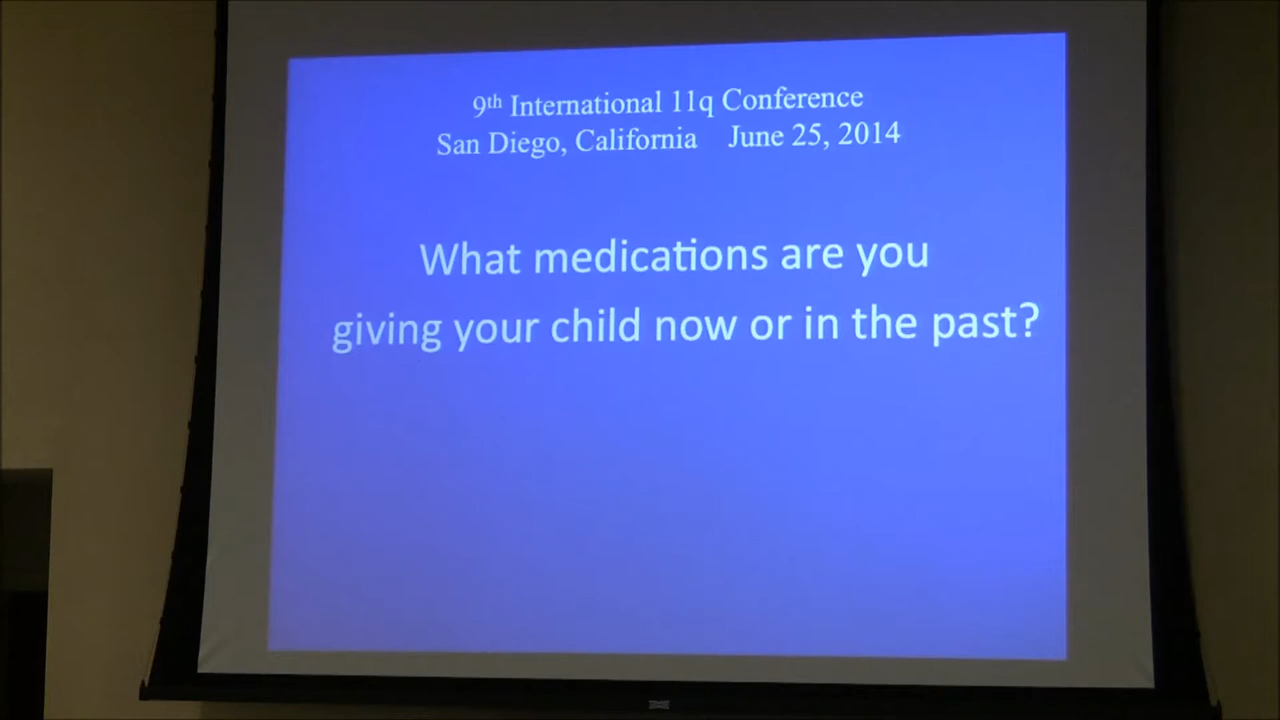 9th International 11q Conference
San Diego, California June 25, 2014
What medications are you
giving your child now or in the past?